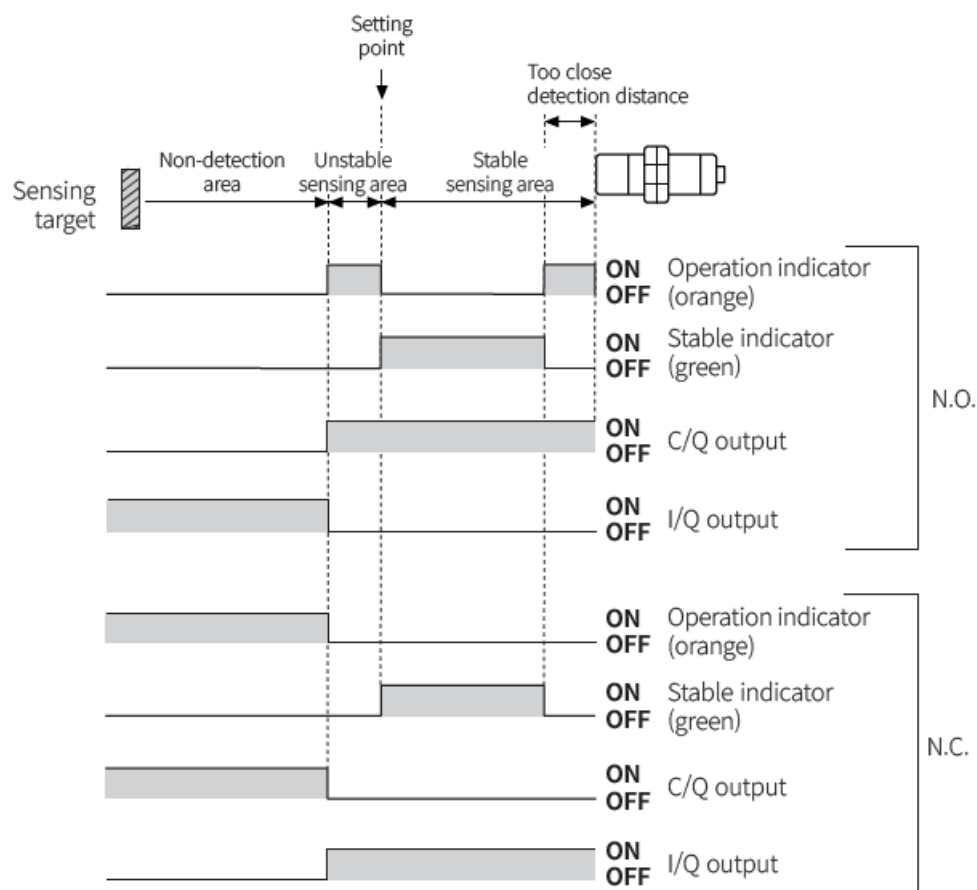 Setting
point
Too close
detection distance
Non-detection
area
Unstable
sensing area
Stable
sensing area
Sensing
target
ON
OFF
Operation indicator
(orange)
ON
OFF
Stable indicator
(green)
N.O.
ON
OFF
C/Q output
ON
OFF
I/Q output
ON
OFF
Operation indicator
(orange)
ON
OFF
Stable indicator
(green)
N.C.
ON
OFF
C/Q output
ON
OFF
I/Q output